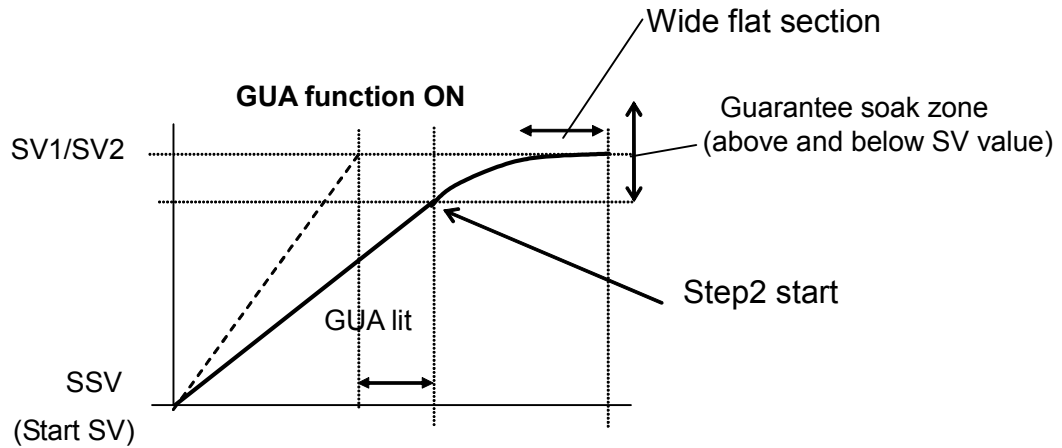 Wide flat section
GUA function ON
Guarantee soak zone
(above and below SV value)
SV1/SV2
Step2 start
GUA lit
SSV
(Start SV)